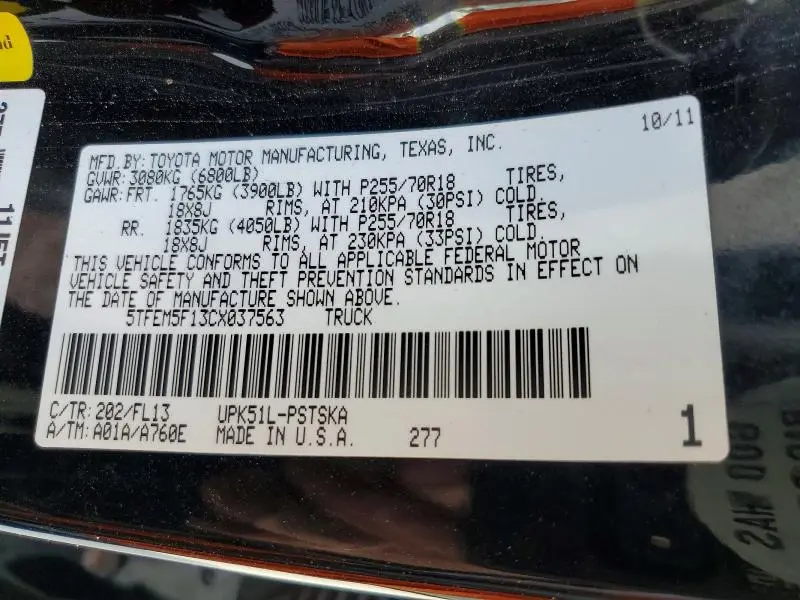 10/11
MFD.BY: TOYOTA MOTOR MANUFACTURING, TEXAS, INC.
GVWR: 3080KG (6800LB)
GAWR: FRT. 1765KG (3900LB) WITH P255/70R18 TIRES,
18X8J RIMS, AT 210KPA (30PSI) COLD.
RR. 1835KG (4050LB) WITH P255/70R18 TIRES,
18X8J RIMS, AT 230KPA (33PSI) COLD.
THIS VEHICLE CONFORMS TO ALL APPLICABLE FEDERAL MOTOR
VEHICLE SAFETY AND THEFT PREVENTION STANDARDS IN EFFECT ON
THE DATE OF MANUFACTURE SHOWN ABOVE.
5TFEM5F13CX037563 TRUCK
C/TR: 202/FL13 UPK51L-PSTSKA
A/TM: A01A/A760E MADE IN U.S.A. 277 1